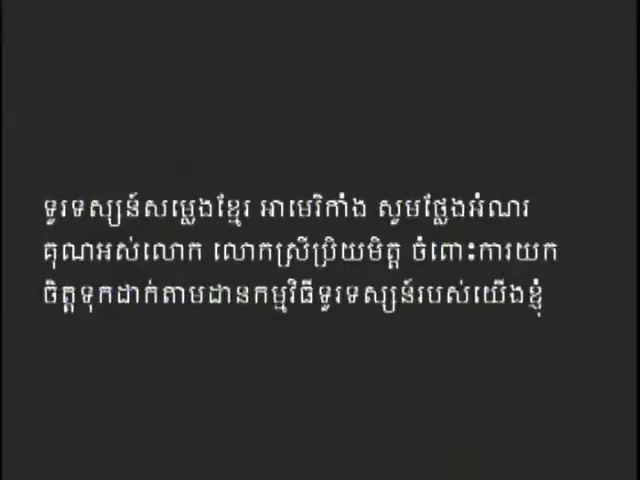 ទូរទស្សន៍សម្លេងខ្មែរ អាមេរិកាំង សូមថ្លែងអំណរ
គុណអស់លោក លោកស្រីប្រិយមិត្ត ចំពោះការយក
ចិត្តទុកដាក់តាមដានកម្មវិធីទូរទស្សន៍របស់យើងខ្ញុំ